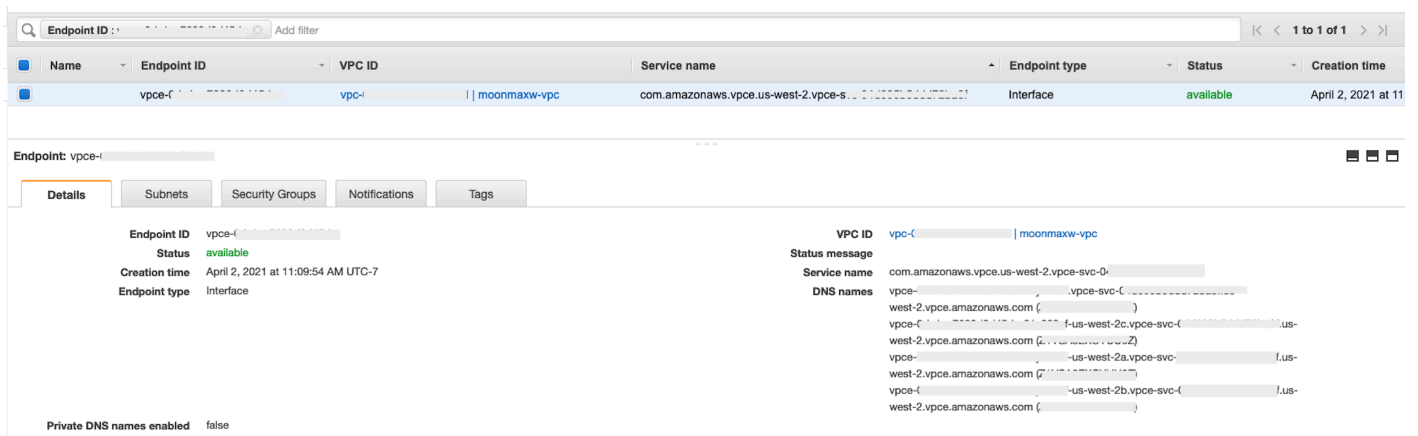 Endpoint ID : Add filter 1 to 1 of 1
Name Endpoint ID VPC ID Service name Endpoint type Status Creation time
vpce- vpc- | moonmaxw-vpc com.amazonaws.vpce.us-west-2.vpce-s Interface available April 2, 2021 at 11:
Endpoint: vpce-
Details Subnets Security Groups Notifications Tags
Endpoint ID vpce- VPC ID vpc- | moonmaxw-vpc
Status available Status message
Creation time April 2, 2021 at 11:09:54 AM UTC-7 Service name com.amazonaws.vpce.us-west-2.vpce-svc-04
Endpoint type Interface DNS names vpce- .vpce-svc-
west-2.vpce.amazonaws.com ( )
vpce- f-us-west-2c.vpce-svc- .us-
west-2.vpce.amazonaws.com ( Z)
vpce- -us-west-2a.vpce-svc- f.us-
west-2.vpce.amazonaws.com (
vpce- -us-west-2b.vpce-svc- f.us-
west-2.vpce.amazonaws.com ( )
Private DNS names enabled false